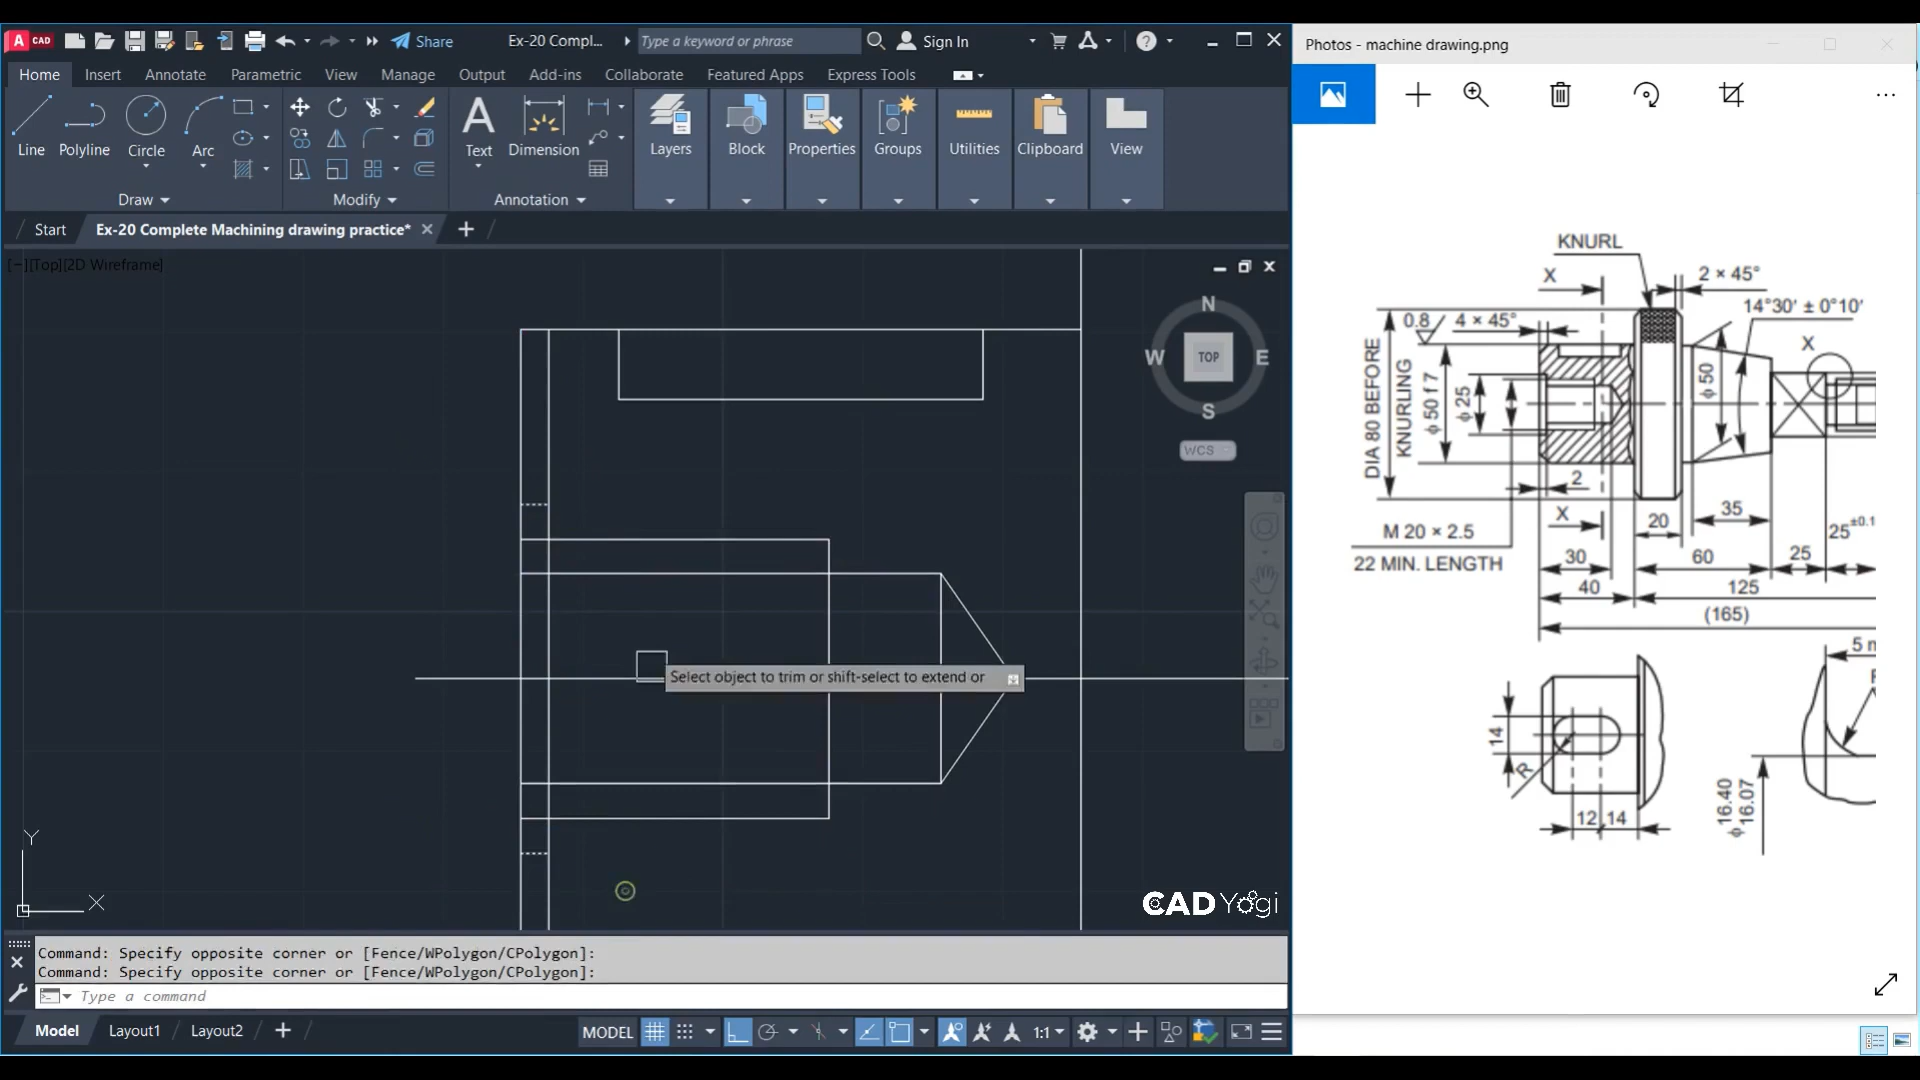 A CAD
Share
Ex-20 Compl...
Type a keyword or phrase
Sign In
Home
Insert
Annotate
Parametric
View
Manage
Output
Add-ins
Collaborate
Featured Apps
Express Tools
Line
Polyline
Circle
Arc
Text
Dimension
Layers
Block
Properties
Groups
Utilities
Clipboard
View
Draw
Modify
Annotation
Start
Ex-20 Complete Machining drawing practice*
[−][Top][2D Wireframe]
N
W
TOP
E
S
WCS
Select object to trim or shift-select to extend or
Y
X
CAD Yogi
Command: Specify opposite corner or [Fence/WPolygon/CPolygon]:
Command: Specify opposite corner or [Fence/WPolygon/CPolygon]:
Type a command
Model
Layout1
Layout2
MODEL
1:1
Photos - machine drawing.png
KNURL
X
2 × 45°
14°30′ ± 0°10′
0.8
4 × 45°
X
DIA 80 BEFORE
KNURLING
ϕ 50 f 7
ϕ 25
ϕ 50
2
X
M 20 × 2.5
22 MIN. LENGTH
20
35
25±0.1
30
60
25
40
125
(165)
5 m
14
R
12
14
ϕ 16.40
16.07